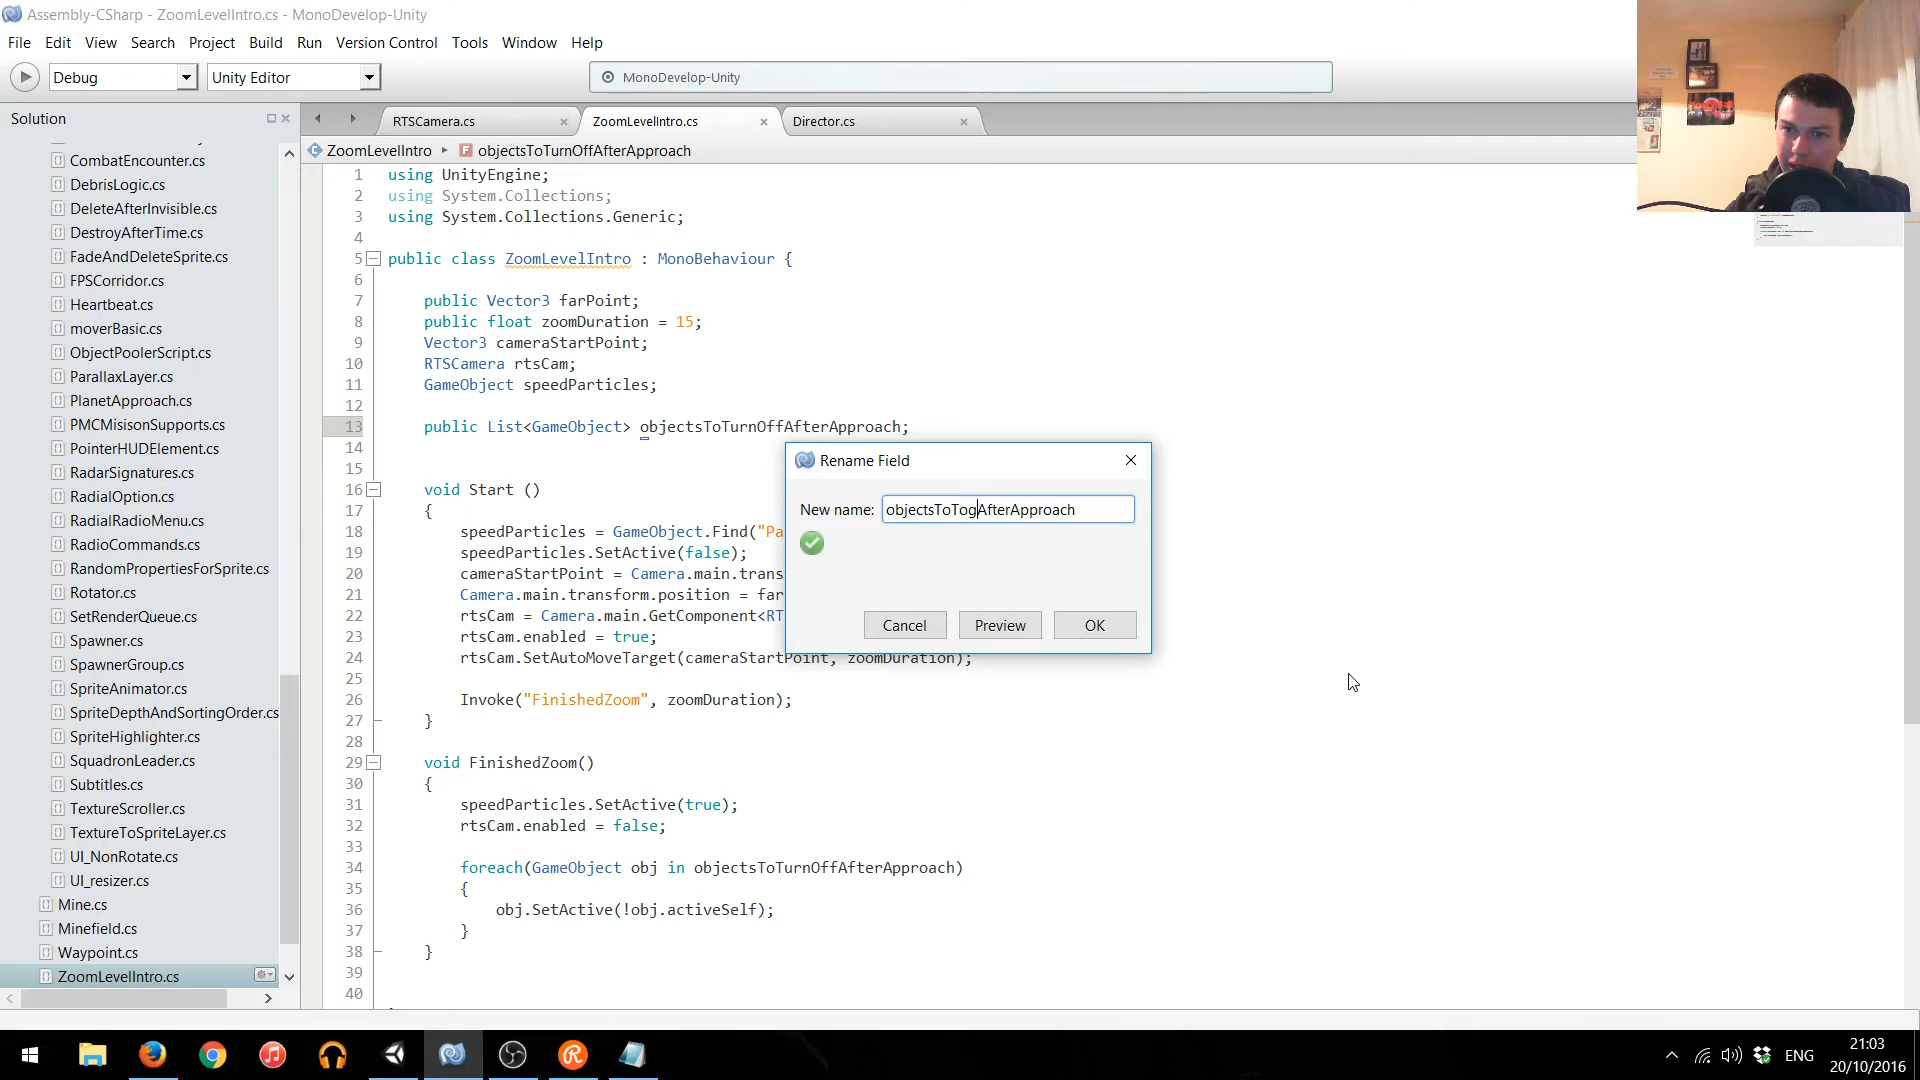 Assembly-CSharp - ZoomLevelIntro.cs - MonoDevelop-Unity
File Edit View Search Project Build Run Version Control Tools Window Help
Debug Unity Editor MonoDevelop-Unity
Solution
RTSCamera.cs ZoomLevelIntro.cs Director.cs
ZoomLevelIntro objectsToTurnOffAfterApproach
CombatEncounter.cs
DebrisLogic.cs
DeleteAfterInvisible.cs
DestroyAfterTime.cs
FadeAndDeleteSprite.cs
FPSCorridor.cs
Heartbeat.cs
moverBasic.cs
ObjectPoolerScript.cs
ParallaxLayer.cs
PlanetApproach.cs
PMCMisisonSupports.cs
PointerHUDElement.cs
RadarSignatures.cs
RadialOption.cs
RadialRadioMenu.cs
RadioCommands.cs
RandomPropertiesForSprite.cs
Rotator.cs
SetRenderQueue.cs
Spawner.cs
SpawnerGroup.cs
SpriteAnimator.cs
SpriteDepthAndSortingOrder.cs
SpriteHighlighter.cs
SquadronLeader.cs
Subtitles.cs
TextureScroller.cs
TextureToSpriteLayer.cs
UI_NonRotate.cs
UI_resizer.cs
Mine.cs
Minefield.cs
Waypoint.cs
ZoomLevelIntro.cs
1 using UnityEngine;
2 using System.Collections;
3 using System.Collections.Generic;
4
5 public class ZoomLevelIntro : MonoBehaviour {
6
7 public Vector3 farPoint;
8 public float zoomDuration = 15;
9 Vector3 cameraStartPoint;
10 RTSCamera rtsCam;
11 GameObject speedParticles;
12
13 public List<GameObject> objectsToTurnOffAfterApproach;
14
15
16 void Start ()
17 {
18 speedParticles = GameObject.Find("Pa
19 speedParticles.SetActive(false);
20 cameraStartPoint = Camera.main.trans
21 Camera.main.transform.position = far
22 rtsCam = Camera.main.GetComponent<RT
23 rtsCam.enabled = true;
24 rtsCam.SetAutoMoveTarget(cameraStartPoint, zoomDuration);
25
26 Invoke("FinishedZoom", zoomDuration);
27 }
28
29 void FinishedZoom()
30 {
31 speedParticles.SetActive(true);
32 rtsCam.enabled = false;
33
34 foreach(GameObject obj in objectsToTurnOffAfterApproach)
35 {
36 obj.SetActive(!obj.activeSelf);
37 }
38 }
39
40
Rename Field
New name: objectsToTogAfterApproach
Cancel Preview OK
ENG
21:03
20/10/2016